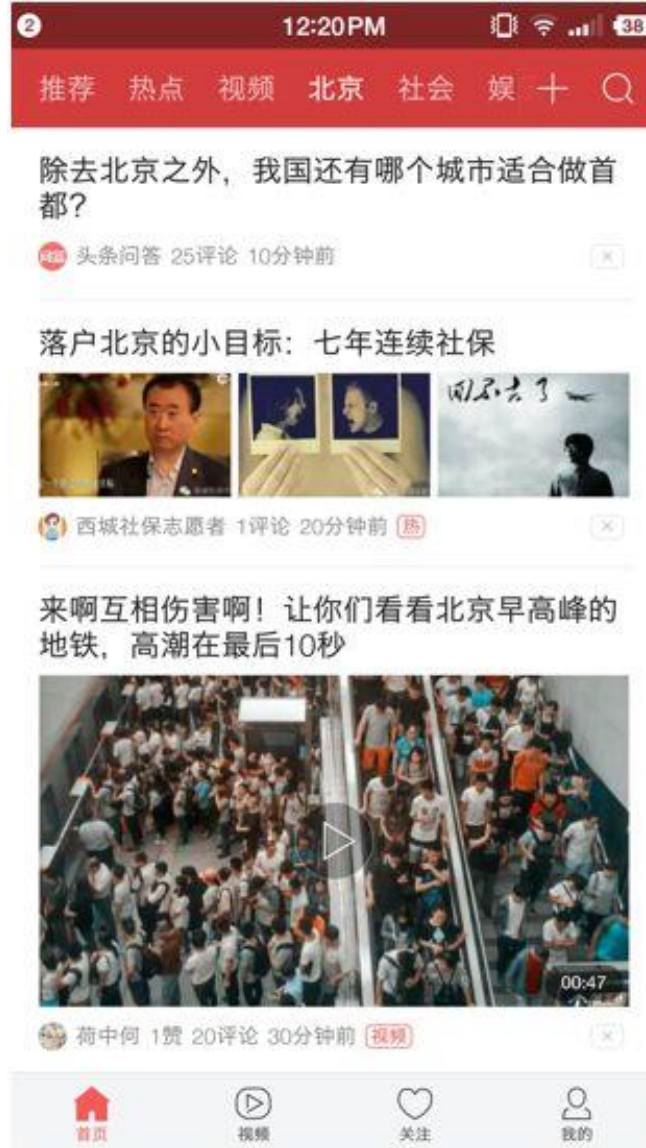 2
12:20PM
38
推荐 热点 视频 北京 社会 娱
除去北京之外，我国还有哪个城市适合做首
都？
问答 头条问答 25评论 10分钟前
落户北京的小目标：七年连续社保
回不去了
西城社保志愿者 1评论 20分钟前 热
来啊互相伤害啊！让你们看看北京早高峰的
地铁，高潮在最后10秒
00:47
荷中何 1赞 20评论 30分钟前 视频
首页 视频 关注 我的